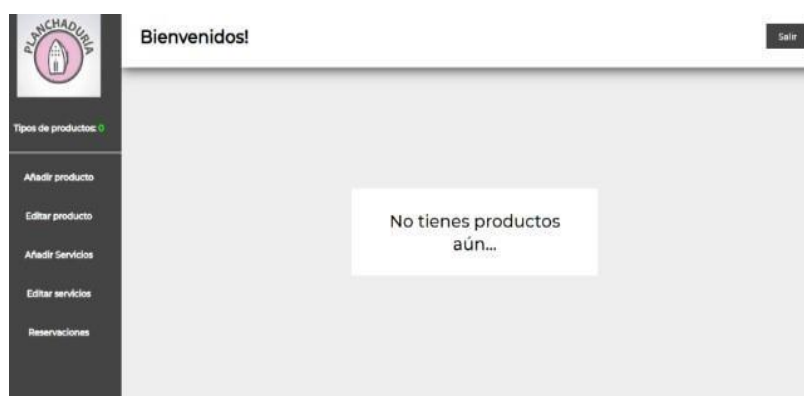 PLANCHADURÍA
Bienvenidos!
Salir
Tipos de productos: 0
Añadir producto
Editar producto
Añadir Servicios
Editar servicios
Reservaciones
No tienes productos
aún...